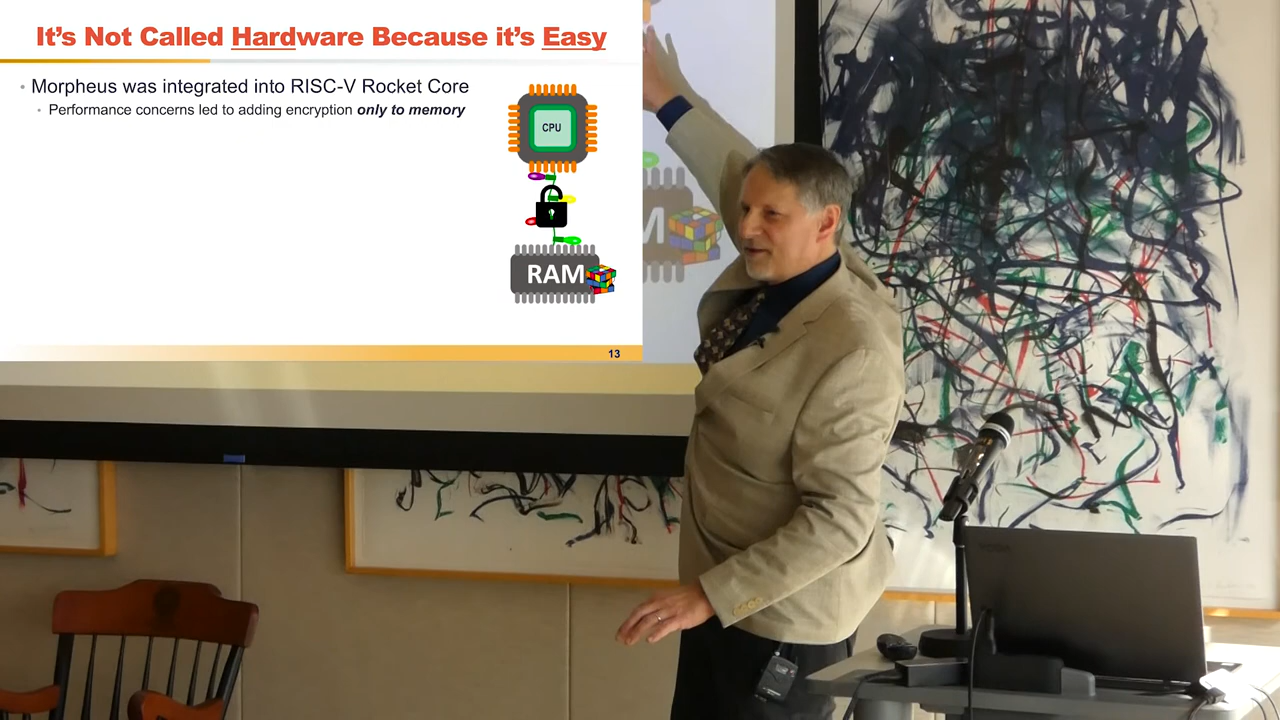 It's Not Called Hardware Because it's Easy
• Morpheus was integrated into RISC-V Rocket Core
• Performance concerns led to adding encryption only to memory
CPU
RAM
M
13